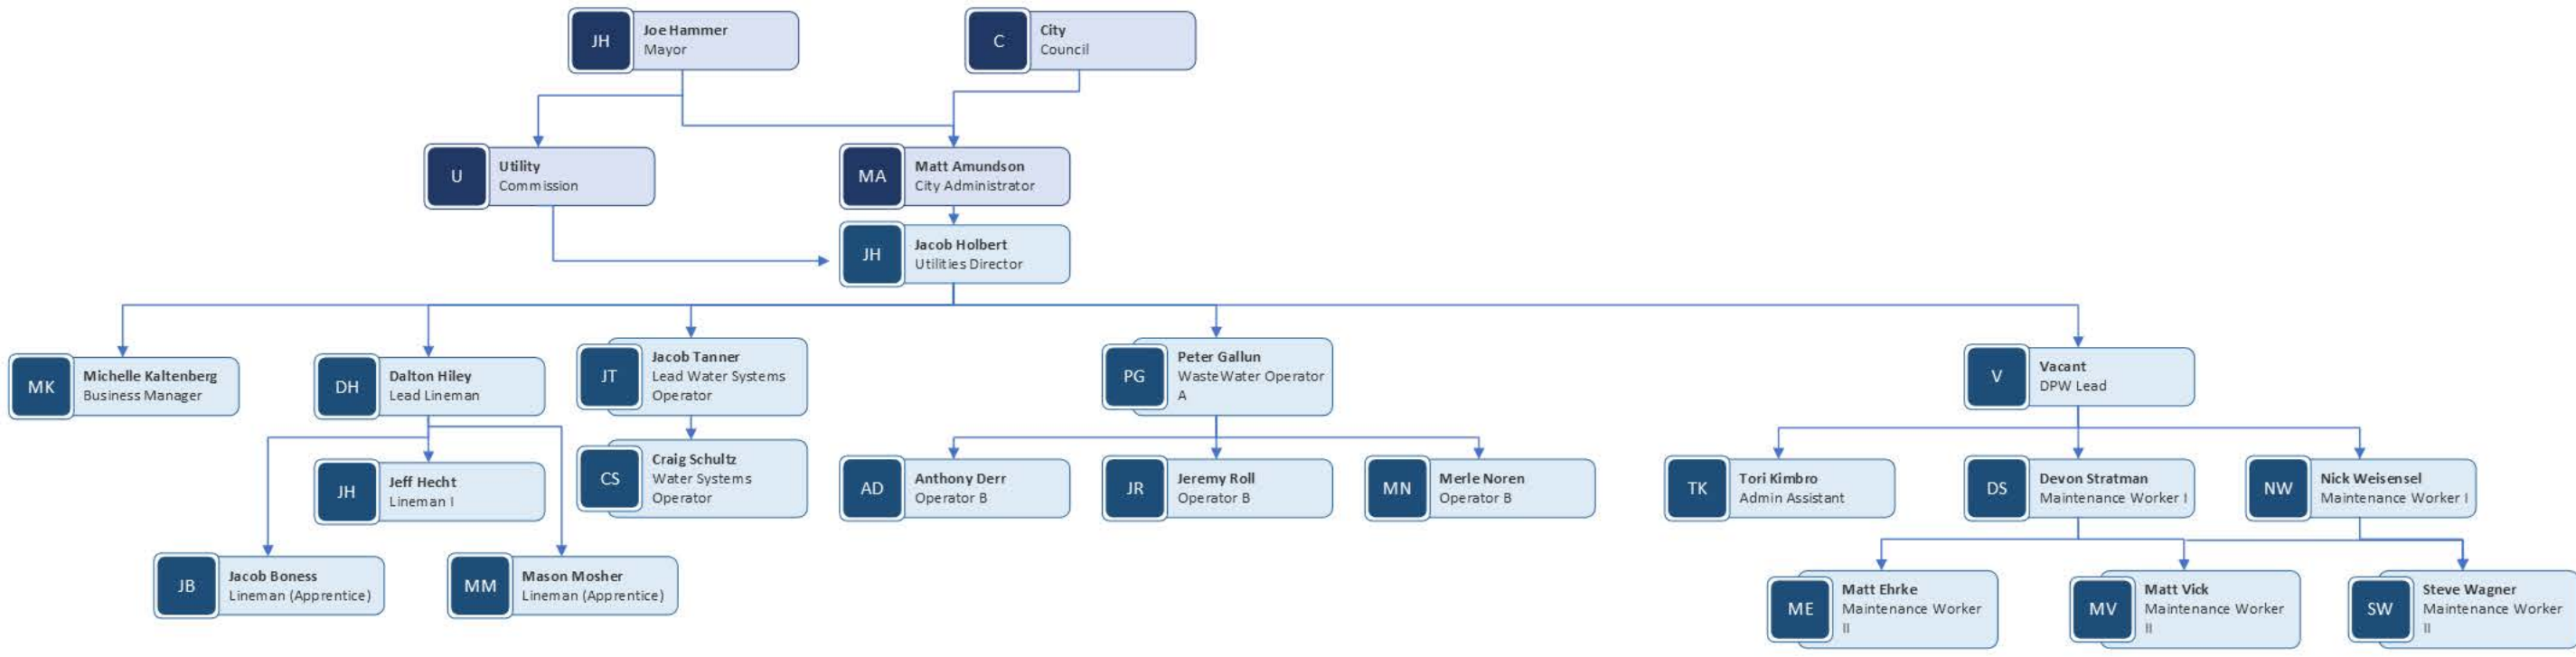 JH
Joe Hammer
Mayor
C
City
Council
U
Utility
Commission
MA
Matt Amundson
City Administrator
JH
Jacob Holbert
Utilities Director
MK
Michelle Kaltenberg
Business Manager
DH
Dalton Hiley
Lead Lineman
JT
Jacob Tanner
Lead Water Systems
Operator
PG
Peter Gallun
WasteWater Operator
A
V
Vacant
DPW Lead
JH
Jeff Hecht
Lineman I
CS
Craig Schultz
Water Systems
Operator
AD
Anthony Derr
Operator B
JR
Jeremy Roll
Operator B
MN
Merle Noren
Operator B
TK
Tori Kimbro
Admin Assistant
DS
Devon Stratman
Maintenance Worker I
NW
Nick Weisensel
Maintenance Worker I
JB
Jacob Boness
Lineman (Apprentice)
MM
Mason Mosher
Lineman (Apprentice)
ME
Matt Ehrke
Maintenance Worker
II
MV
Matt Vick
Maintenance Worker
II
SW
Steve Wagner
Maintenance Worker
II